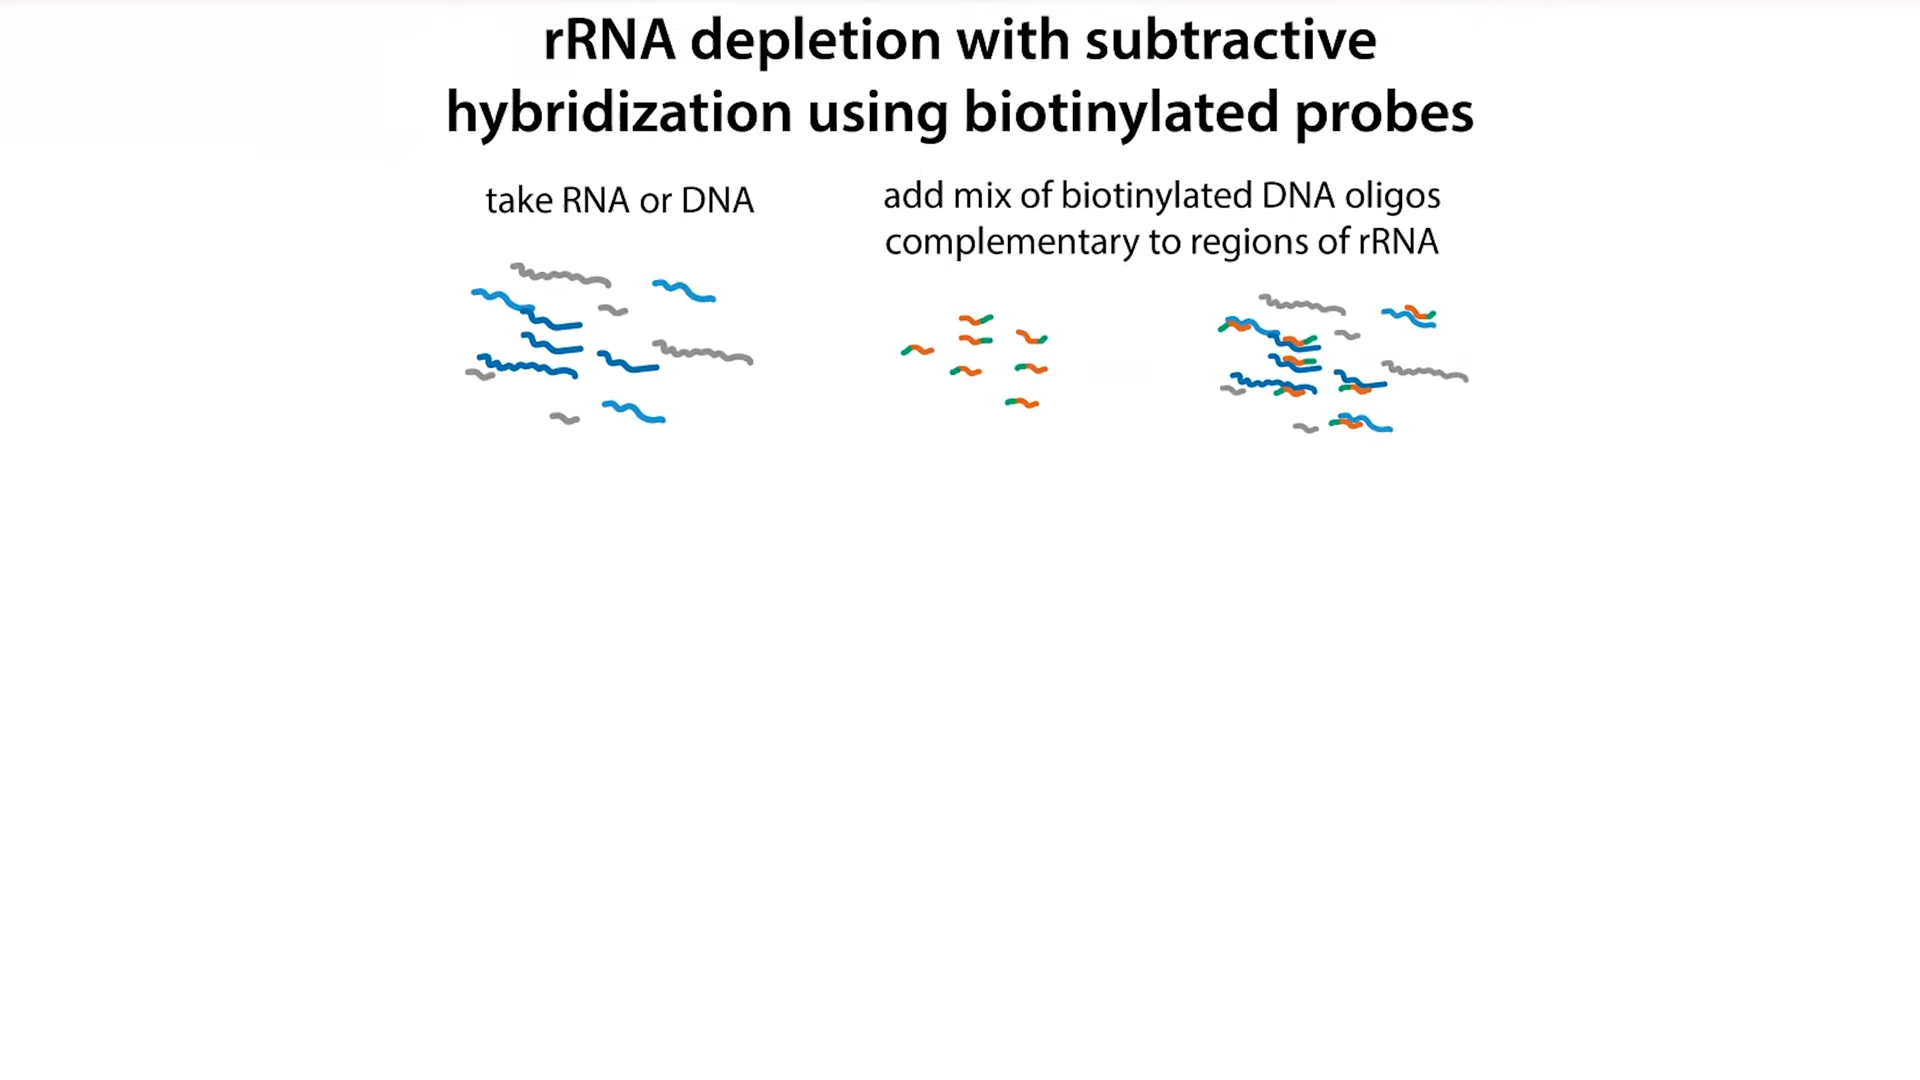 rRNA depletion with subtractive
hybridization using biotinylated probes
take RNA or DNA
add mix of biotinylated DNA oligos
complementary to regions of rRNA